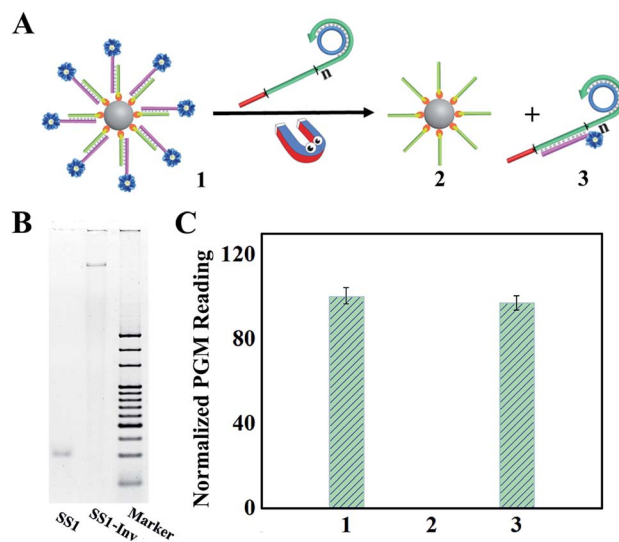 A
n
n
1
2
+
3
B
SS1
SS1-Inv
Marker
C
Normalized PGM Reading
120
80
40
0
1
2
3